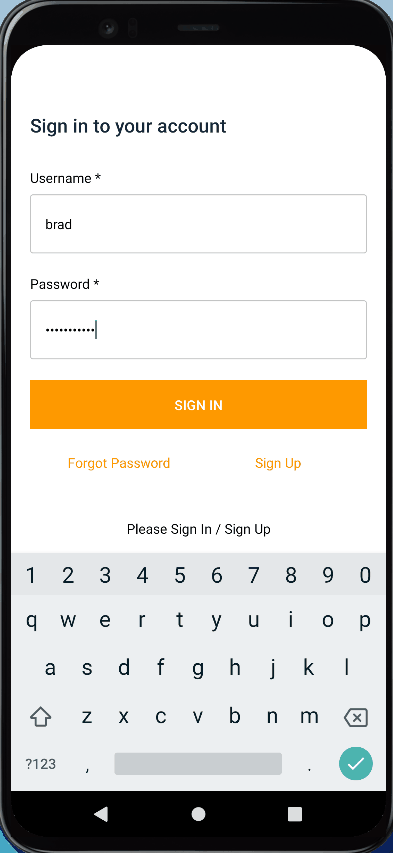 Sign in to your account
Username *
brad
Password *
•••••••••••
SIGN IN
Forgot Password Sign Up
Please Sign In / Sign Up
1 2 3 4 5 6 7 8 9 0
q w e r t y u i o p
a s d f g h j k l
z x c v b n m
?123 , .